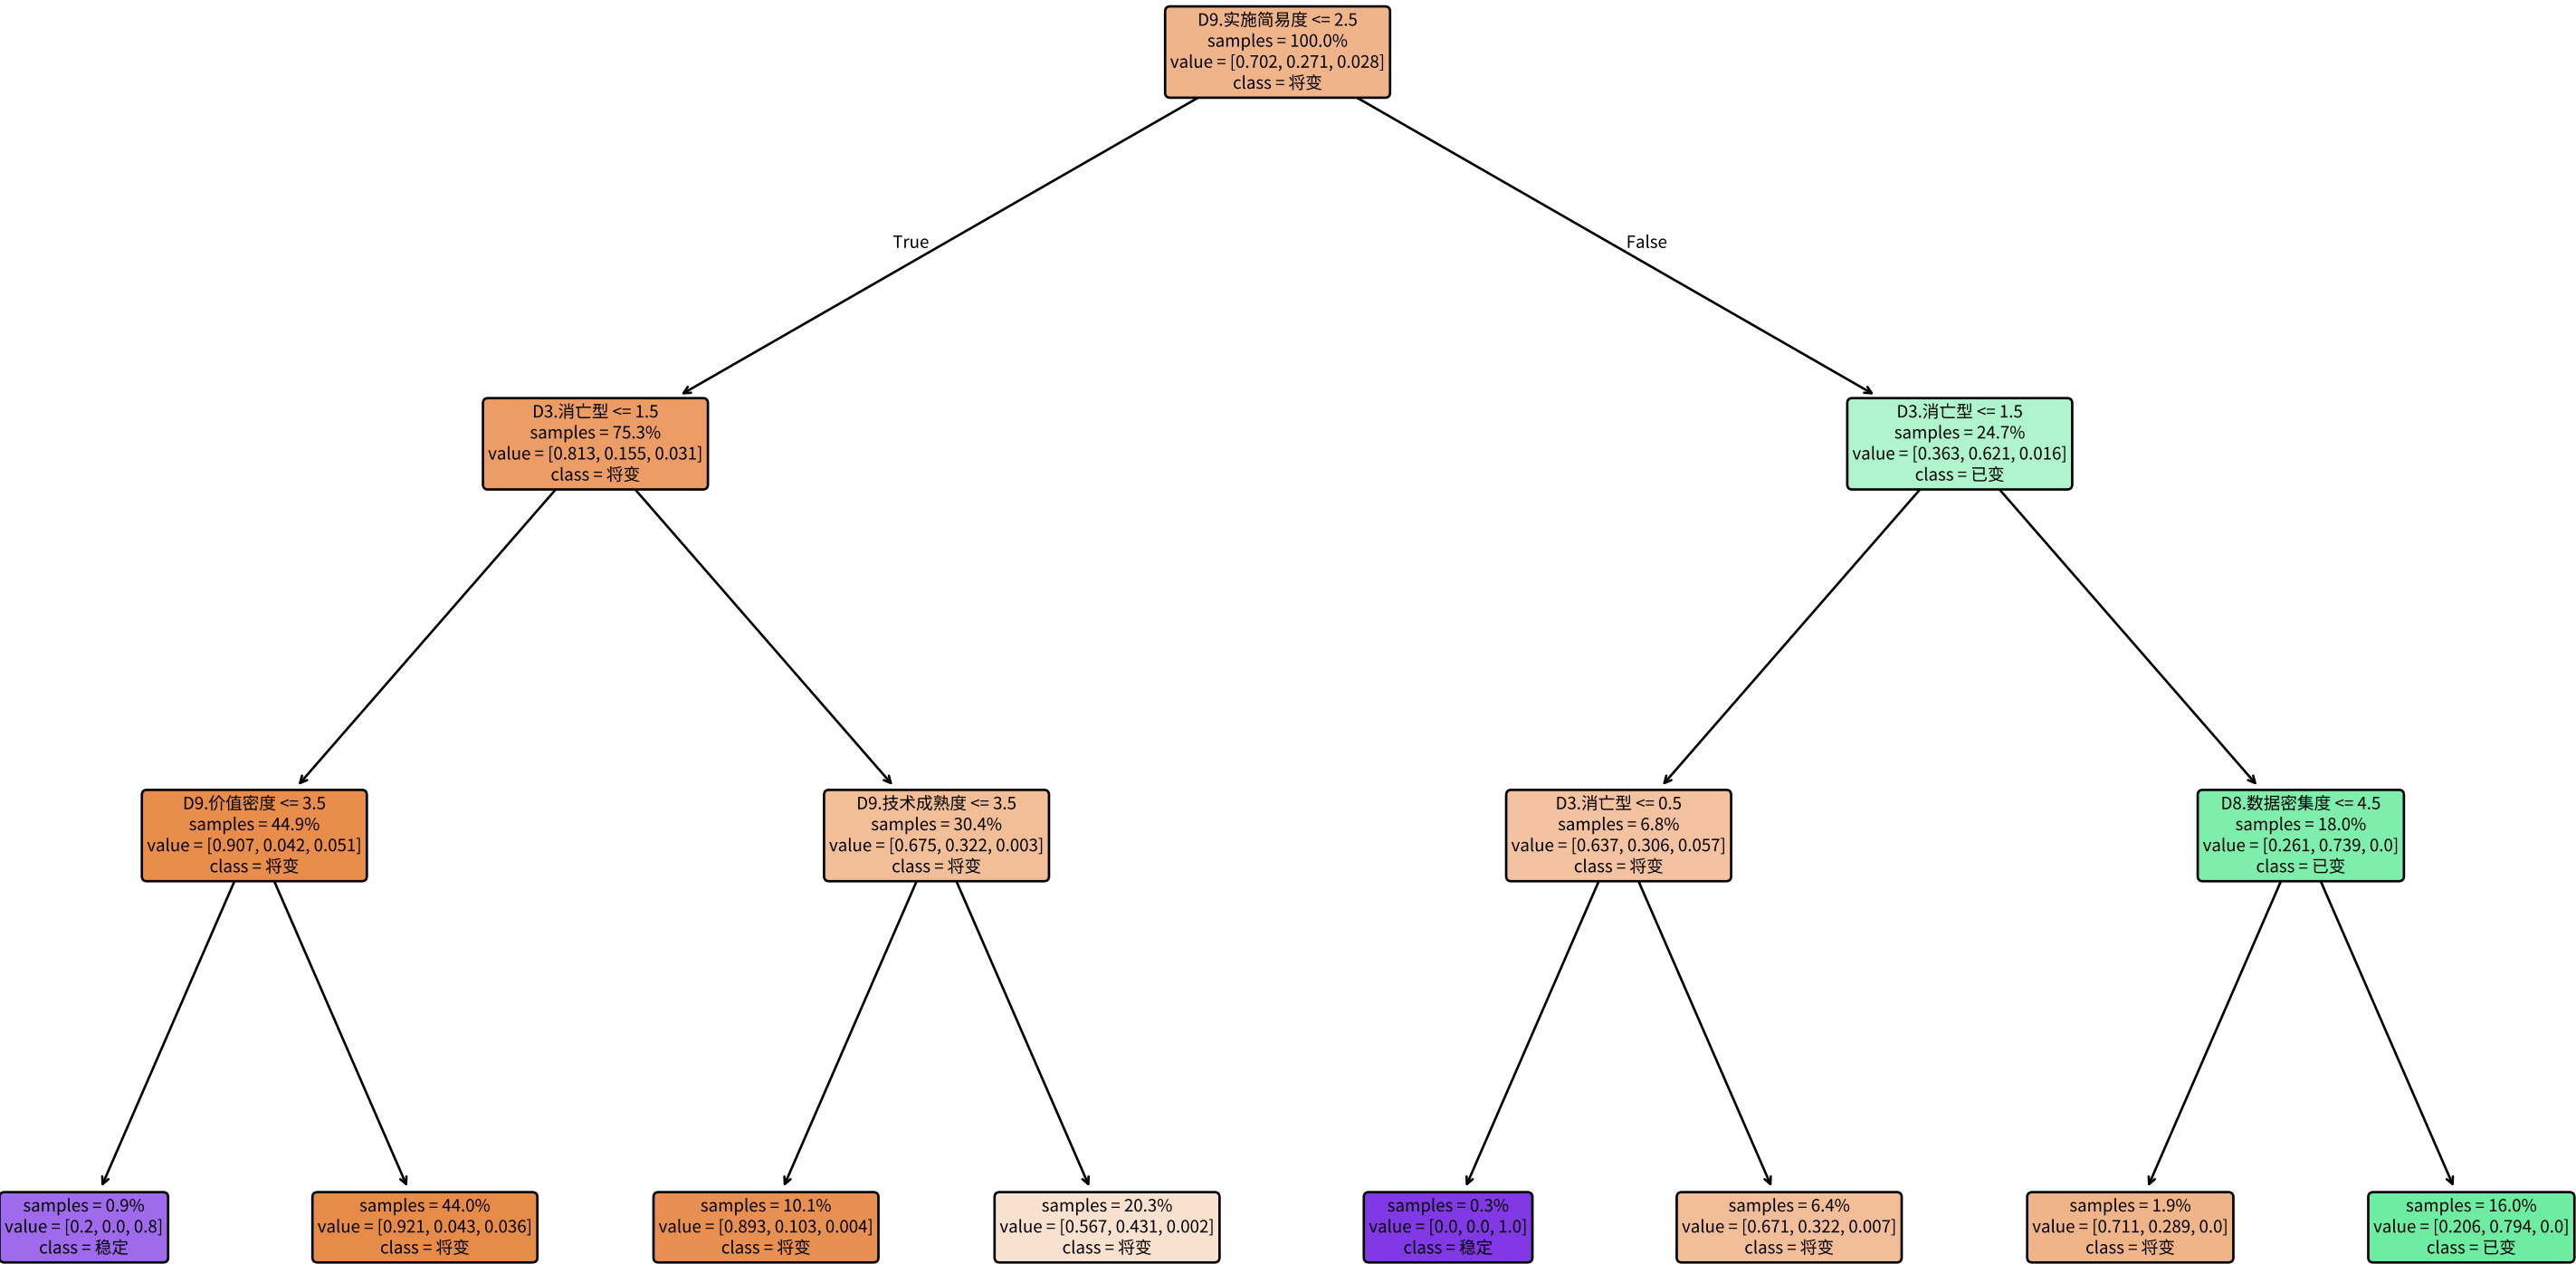 D9.实施简易度 <= 2.5
samples = 100.0%
value = [0.702, 0.271, 0.028]
class = 将变
True
False
D3.消亡型 <= 1.5
samples = 75.3%
value = [0.813, 0.155, 0.031]
class = 将变
D3.消亡型 <= 1.5
samples = 24.7%
value = [0.363, 0.621, 0.016]
class = 已变
D9.价值密度 <= 3.5
samples = 44.9%
value = [0.907, 0.042, 0.051]
class = 将变
D9.技术成熟度 <= 3.5
samples = 30.4%
value = [0.675, 0.322, 0.003]
class = 将变
D3.消亡型 <= 0.5
samples = 6.8%
value = [0.637, 0.306, 0.057]
class = 将变
D8.数据密集度 <= 4.5
samples = 18.0%
value = [0.261, 0.739, 0.0]
class = 已变
samples = 0.9%
value = [0.2, 0.0, 0.8]
class = 稳定
samples = 44.0%
value = [0.921, 0.043, 0.036]
class = 将变
samples = 10.1%
value = [0.893, 0.103, 0.004]
class = 将变
samples = 20.3%
value = [0.567, 0.431, 0.002]
class = 将变
samples = 0.3%
value = [0.0, 0.0, 1.0]
class = 稳定
samples = 6.4%
value = [0.671, 0.322, 0.007]
class = 将变
samples = 1.9%
value = [0.711, 0.289, 0.0]
class = 将变
samples = 16.0%
value = [0.206, 0.794, 0.0]
class = 已变